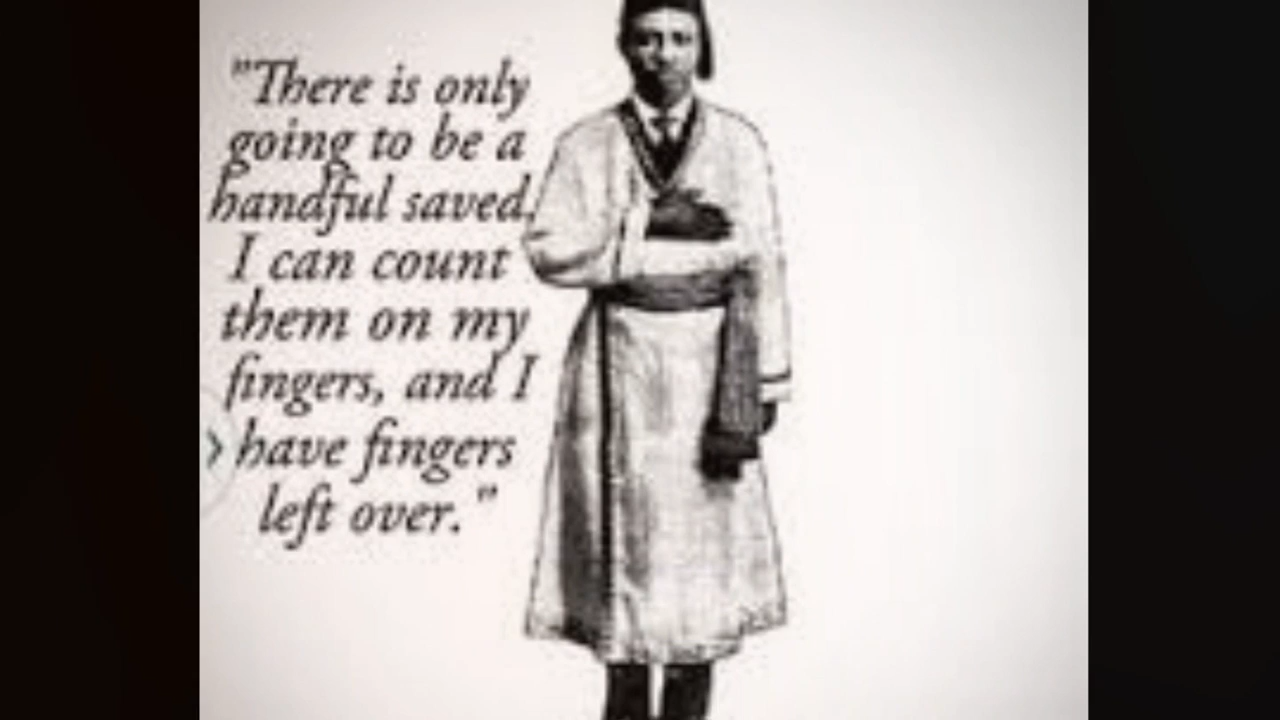 "There is only
going to be a
handful saved.
I can count
them on my
fingers, and I
have fingers
left over."